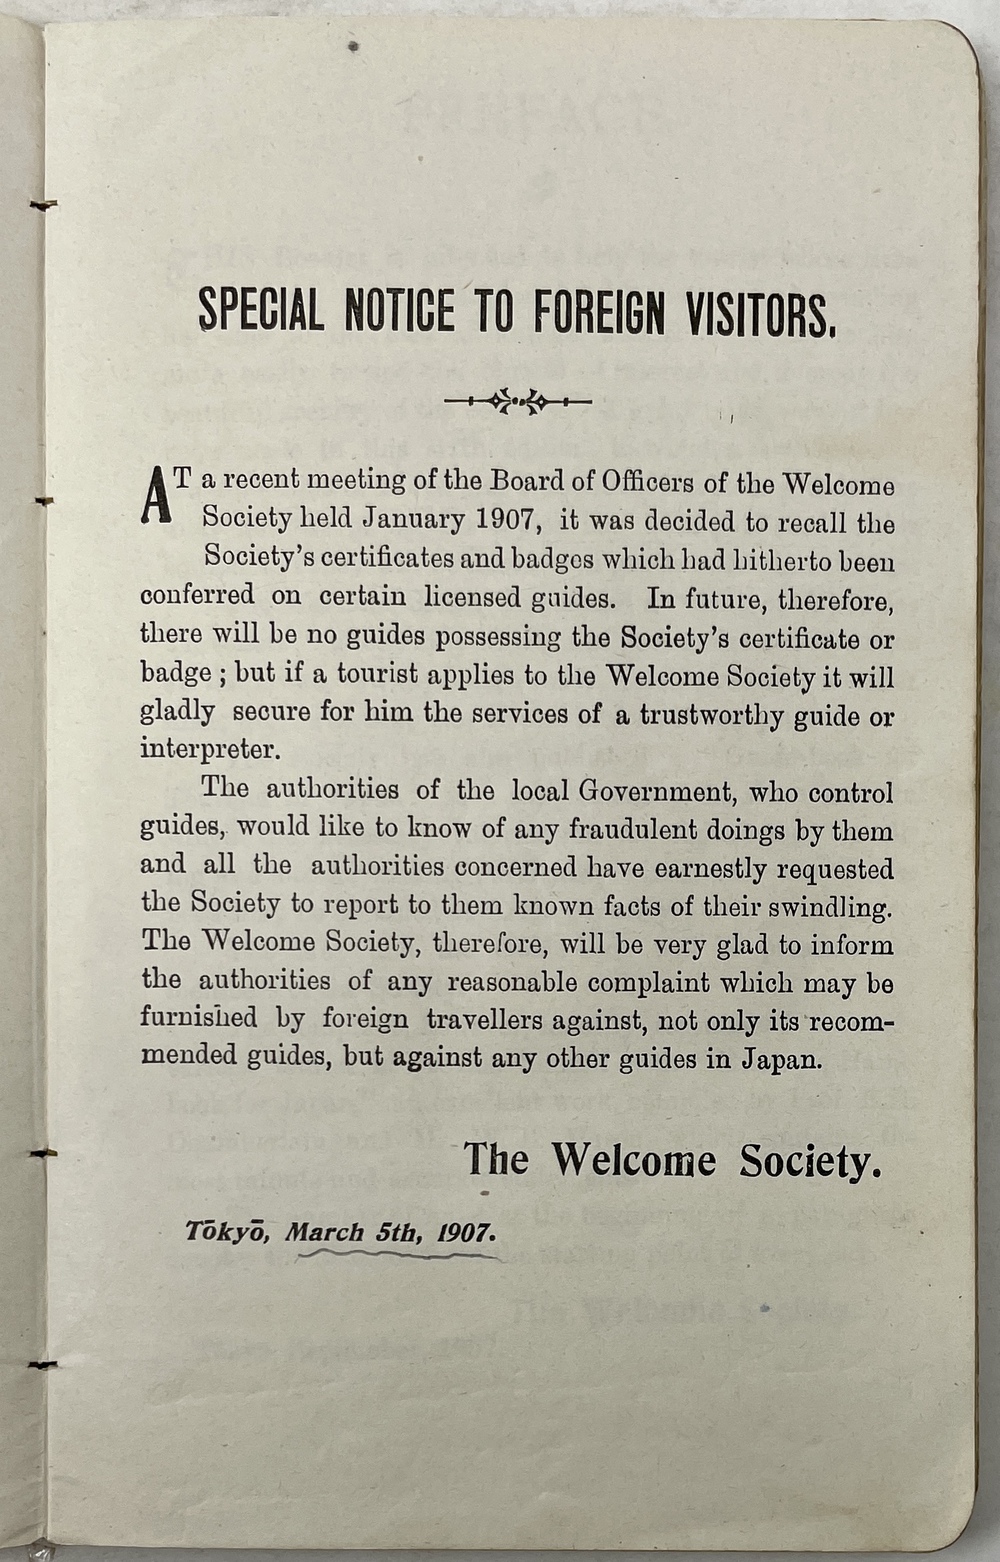 SPECIAL NOTICE TO FOREIGN VISITORS.
AT a recent meeting of the Board of Officers of the Welcome
Society held January 1907, it was decided to recall the
Society's certificates and badges which had hitherto been
conferred on certain licensed guides. In future, therefore,
there will be no guides possessing the Society's certificate or
badge ; but if a tourist applies to the Welcome Society it will
gladly secure for him the services of a trustworthy guide or
interpreter.
The authorities of the local Government, who control
guides, would like to know of any fraudulent doings by them
and all the authorities concerned have earnestly requested
the Society to report to them known facts of their swindling.
The Welcome Society, therefore, will be very glad to inform
the authorities of any reasonable complaint which may be
furnished by foreign travellers against, not only its recom-
mended guides, but against any other guides in Japan.
The Welcome Society.
Tōkyō, March 5th, 1907.